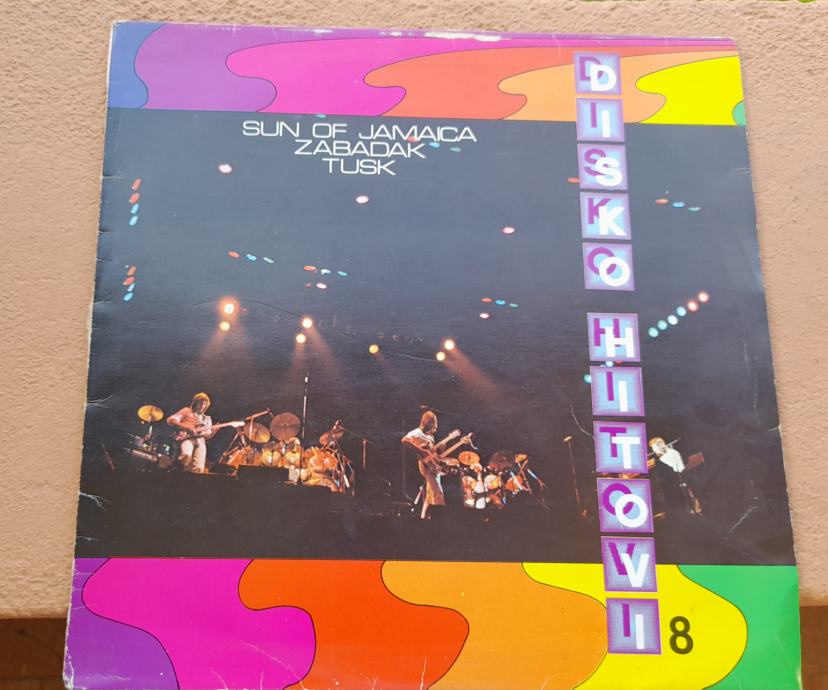 SUN OF JAMAICA
ZABADAK
TUSK
DISKO HITOVI 8